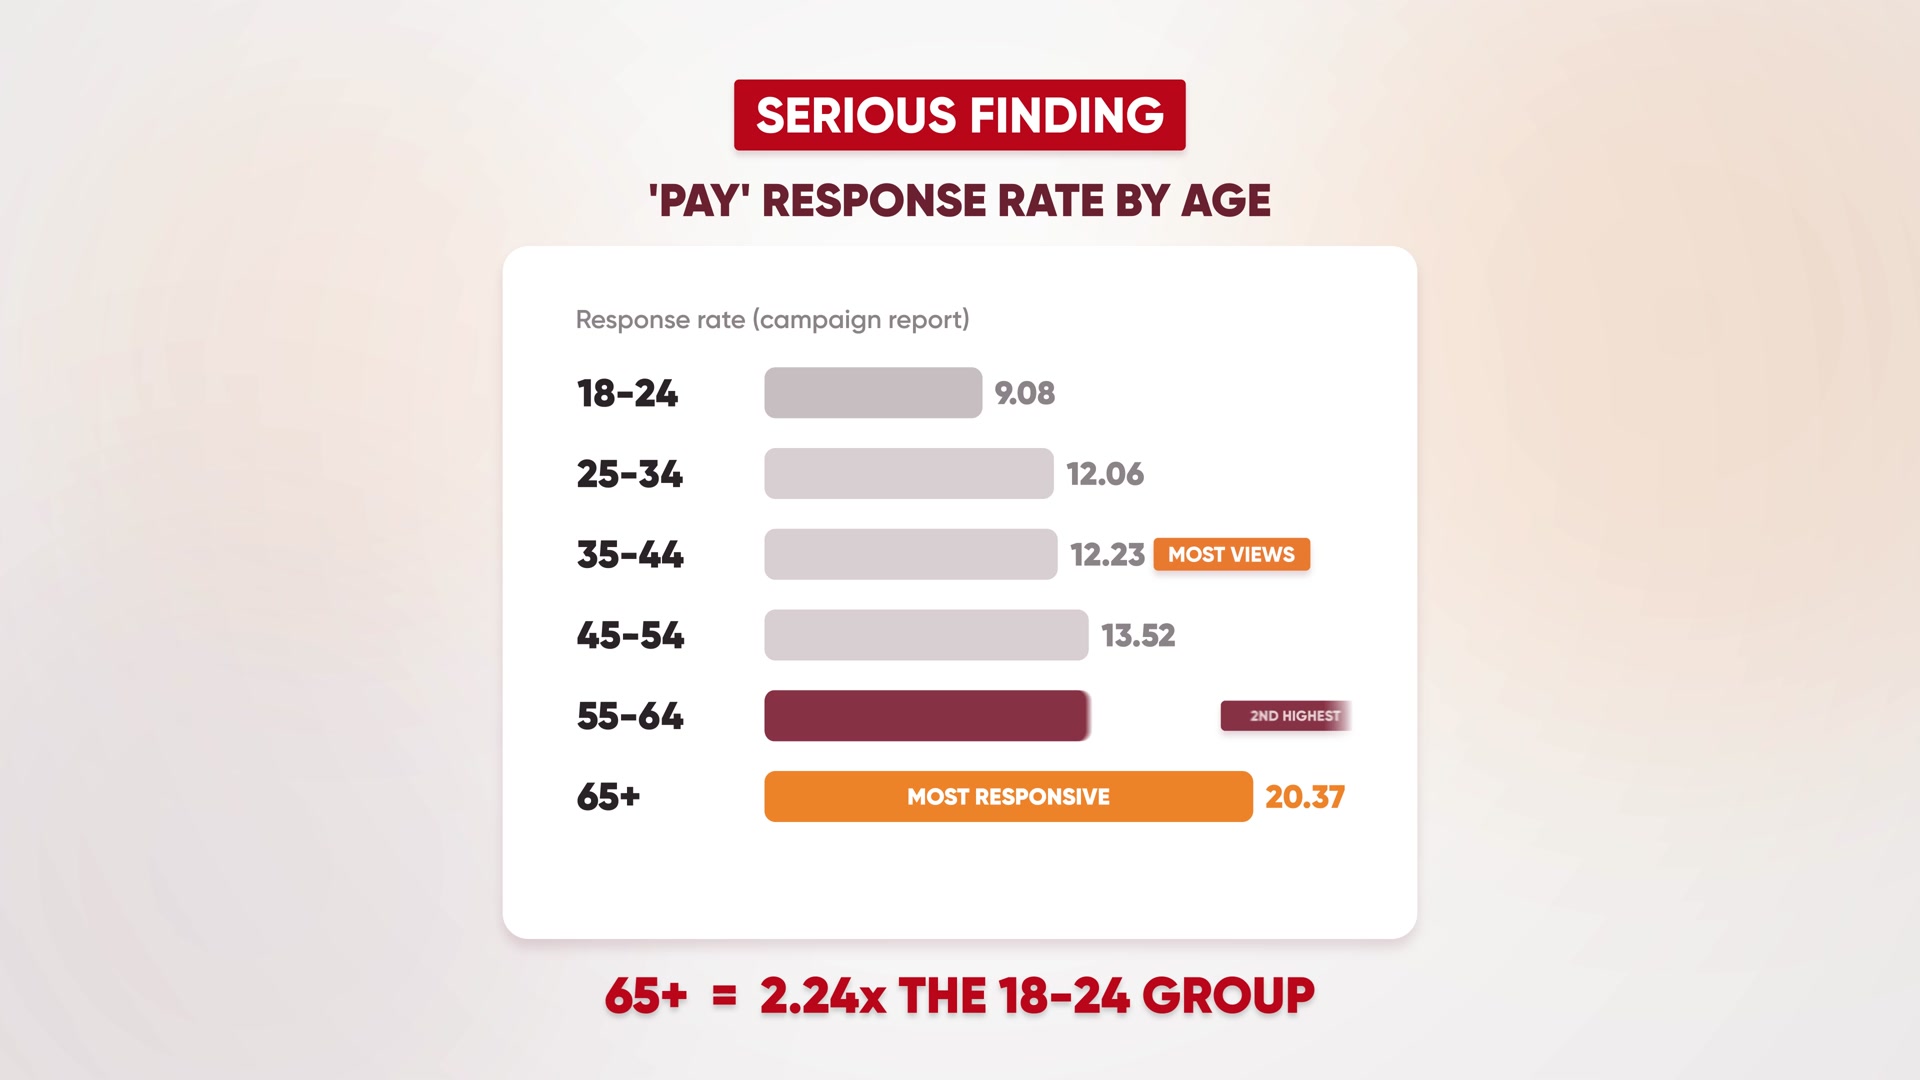 SERIOUS FINDING
'PAY' RESPONSE RATE BY AGE
Response rate (campaign report)
18-24 9.08
25-34 12.06
35-44 12.23 MOST VIEWS
45-54 13.52
55-64 2ND HIGHEST
65+ MOST RESPONSIVE 20.37
65+ = 2.24x THE 18-24 GROUP